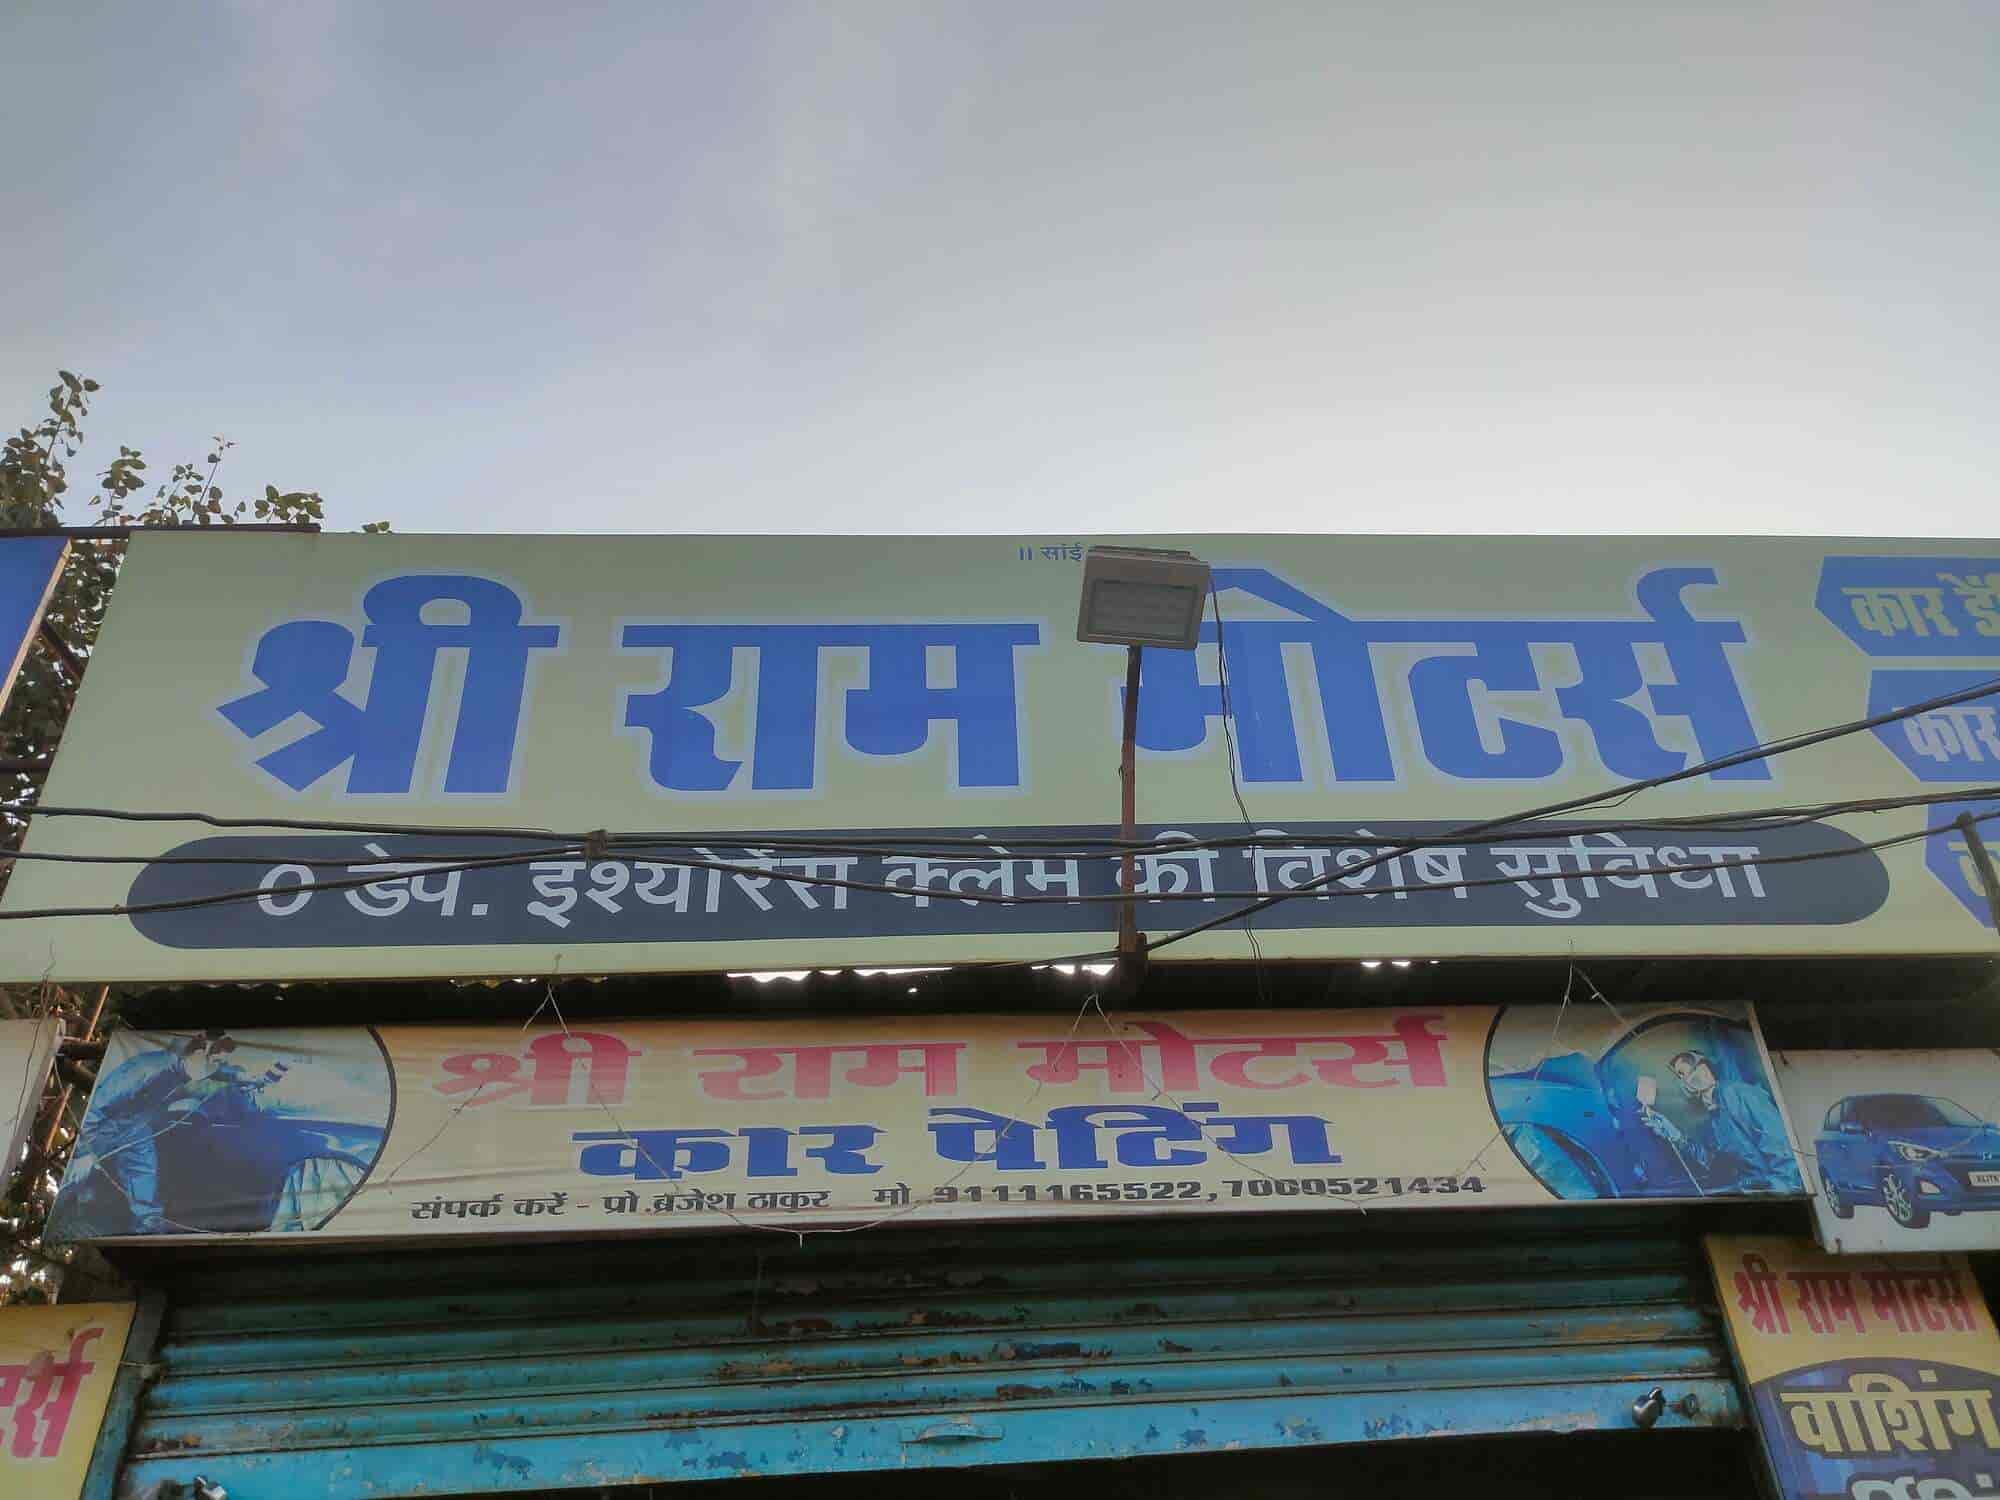 ।। सांई
श्री राम मोटर्स
0 डेप. इंश्योरेंस क्लेम की विशेष सुविधा
कार
कार
श्री राम मोटर्स
कार पेटिंग
संपर्क करें - प्रो.ब्रजेश ठाकुर मो. 9111165522, 7000521434
श्री राम मोटर्स
वाशिंग